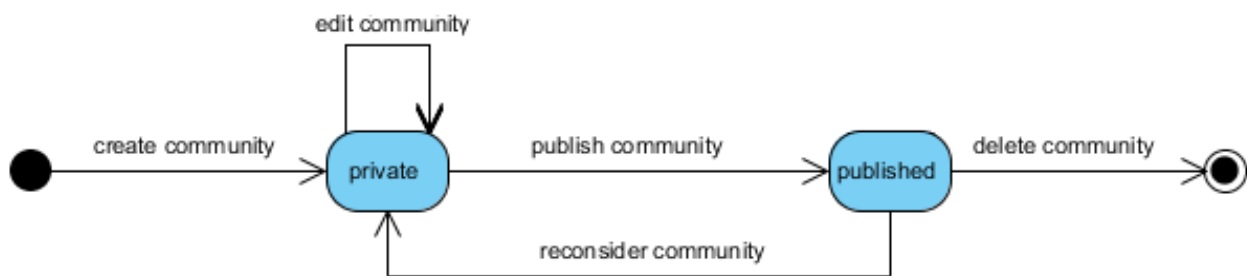 edit community
create community
publish community
delete community
private
published
reconsider community